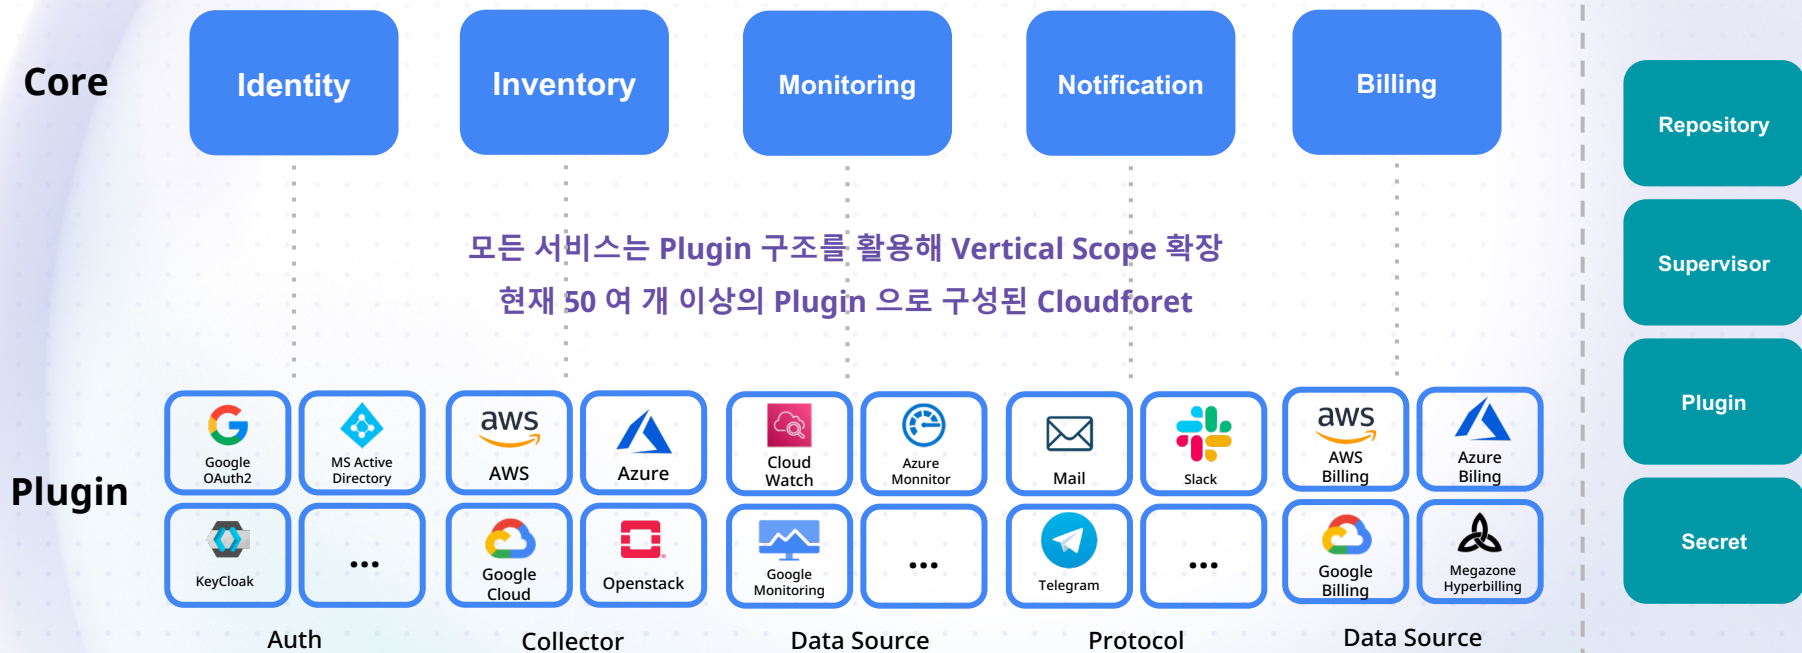 Core
Identity
Inventory
Monitoring
Notification
Billing
Repository
Supervisor
Plugin
Secret
모든 서비스는 Plugin 구조를 활용해 Vertical Scope 확장
현재 50 여 개 이상의 Plugin 으로 구성된 Cloudforet
Plugin
Google
OAuth2
MS Active
Directory
KeyCloak
...
Auth
aws
AWS
Azure
Google
Cloud
Openstack
Collector
Cloud
Watch
Azure
Monnitor
Google
Monitoring
...
Data Source
Mail
Slack
Telegram
...
Protocol
aws
AWS
Billing
Azure
Biling
Google
Billing
Megazone
Hyperbilling
Data Source